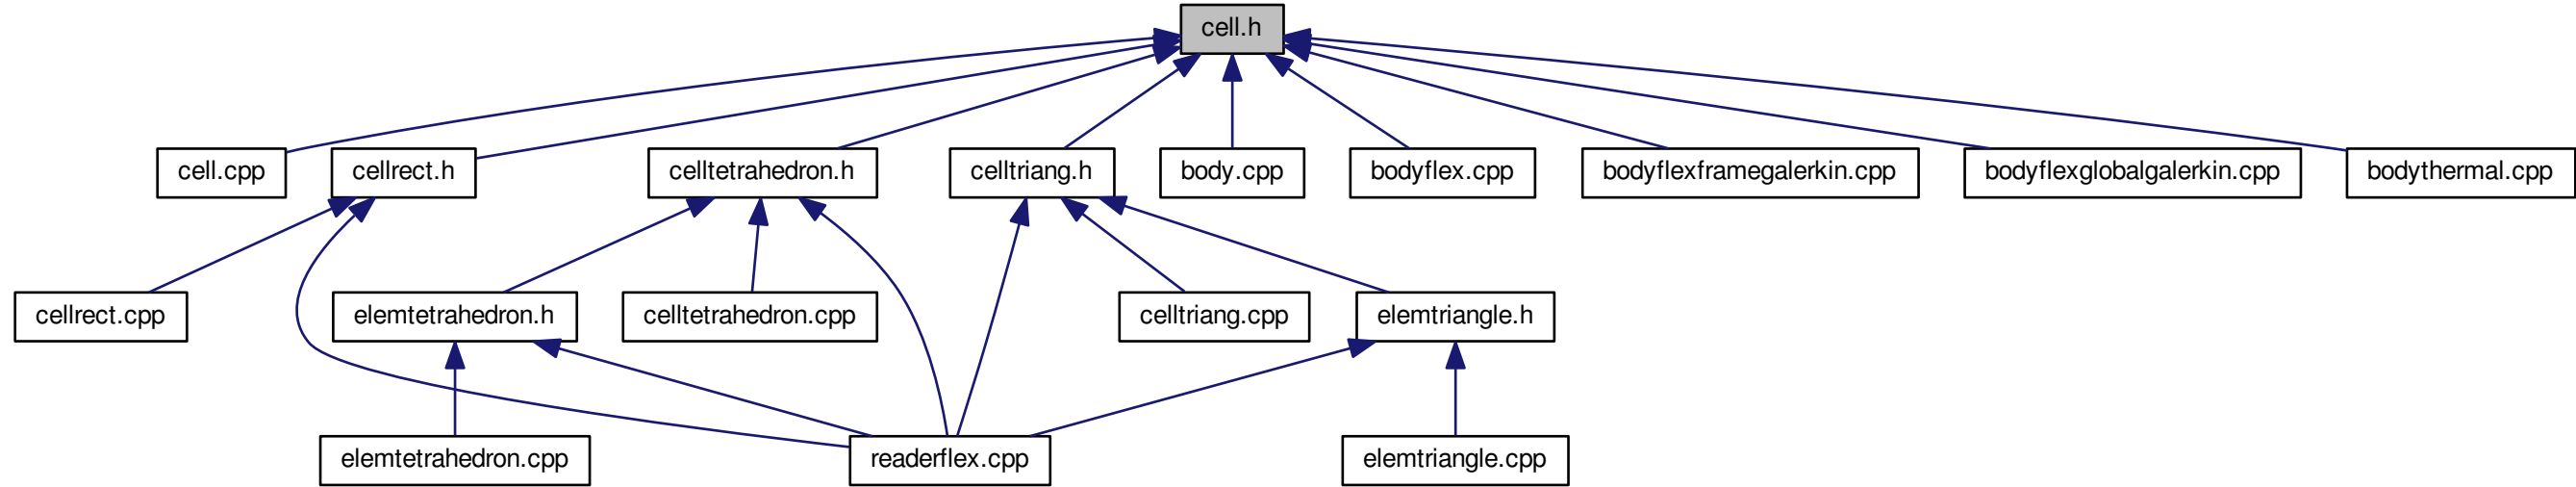 cell.h
cell.cpp
cellrect.h
celltetrahedron.h
celltriang.h
body.cpp
bodyflex.cpp
bodyflexframegalerkin.cpp
bodyflexglobalgalerkin.cpp
bodythermal.cpp
cellrect.cpp
elemtetrahedron.h
celltetrahedron.cpp
celltriang.cpp
elemtriangle.h
elemtetrahedron.cpp
readerflex.cpp
elemtriangle.cpp